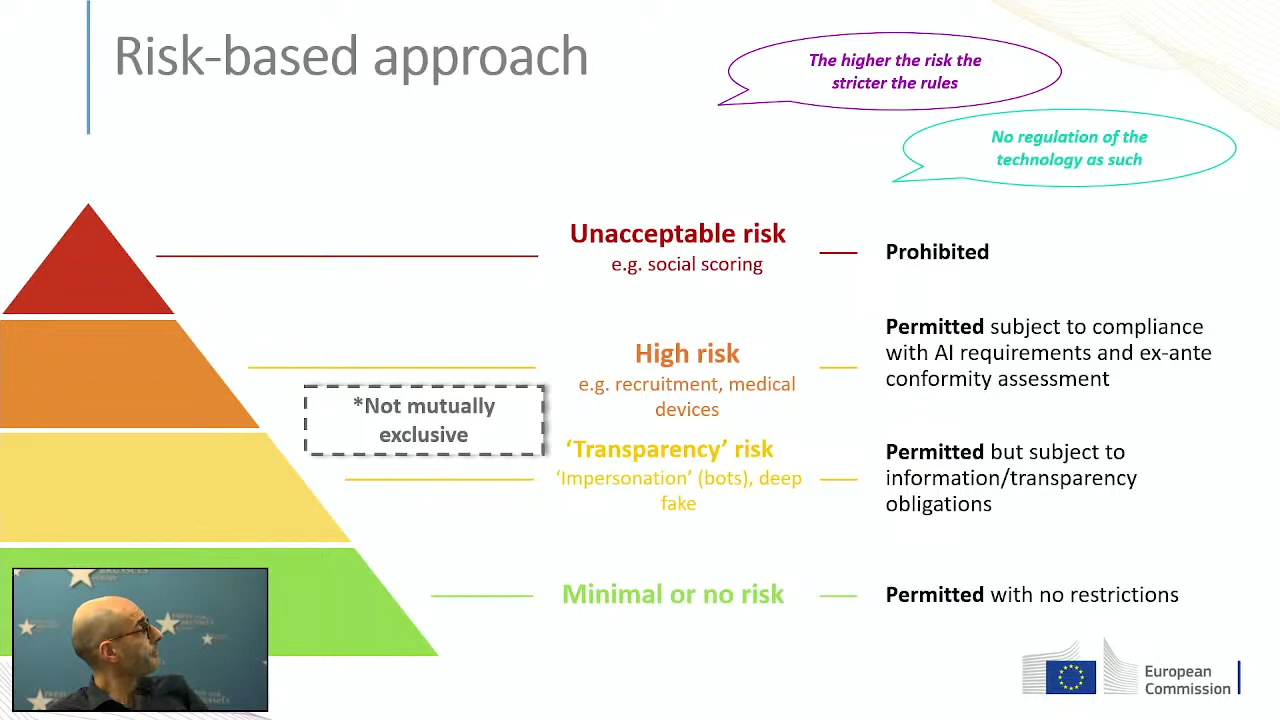 Risk-based approach
The higher the risk the
stricter the rules
No regulation of the
technology as such
Unacceptable risk
e.g. social scoring
Prohibited
High risk
e.g. recruitment, medical
devices
Permitted subject to compliance
with AI requirements and ex-ante
conformity assessment
*Not mutually
exclusive
‘Transparency’ risk
‘Impersonation’ (bots), deep
fake
Permitted but subject to
information/transparency
obligations
Minimal or no risk
Permitted with no restrictions
European
Commission
BRUSSELS